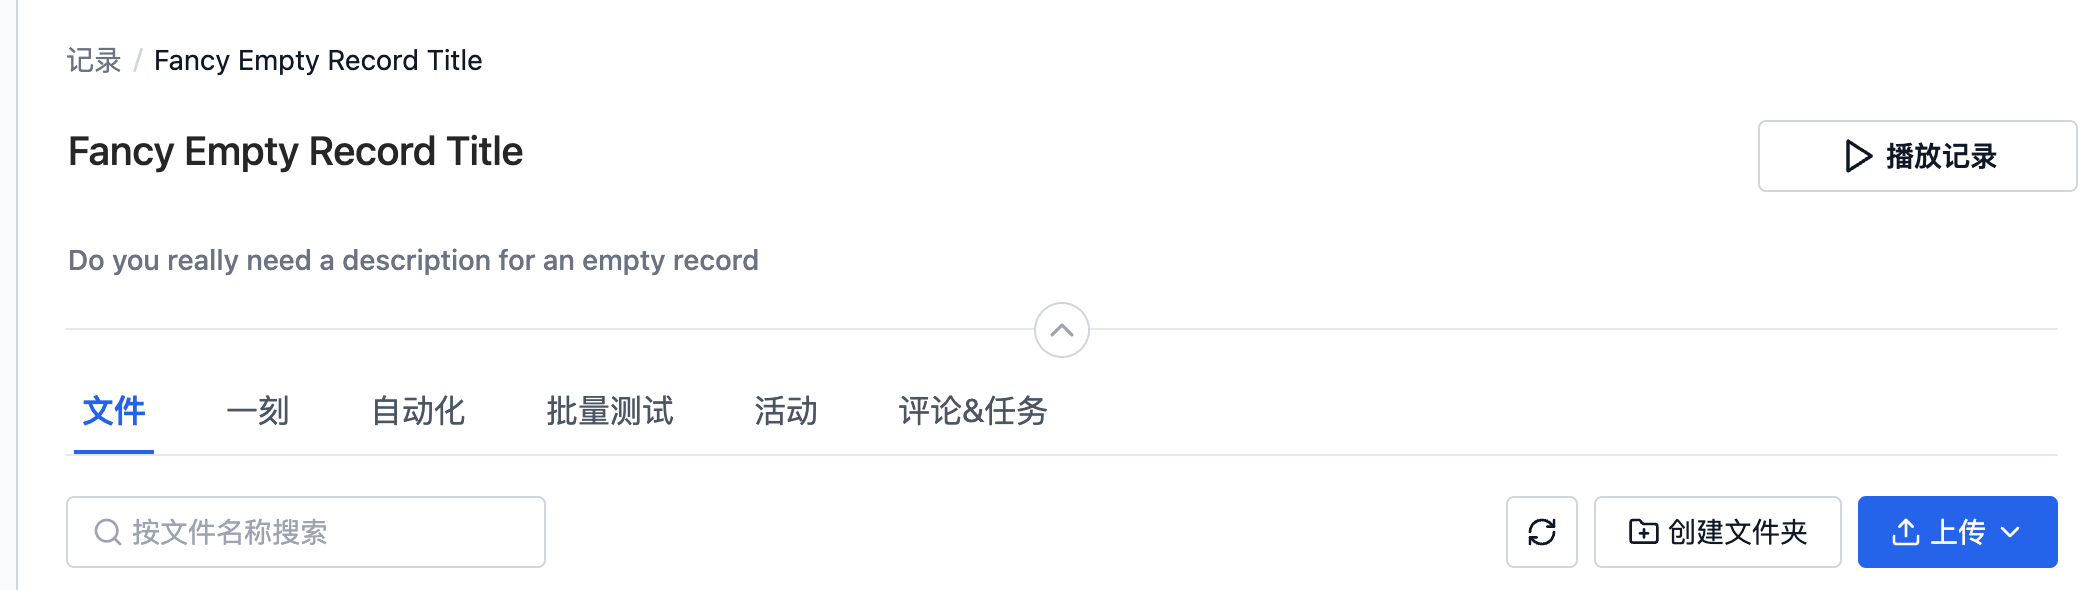 记录 / Fancy Empty Record Title
Fancy Empty Record Title
播放记录
Do you really need a description for an empty record
文件 一刻 自动化 批量测试 活动 评论&任务
按文件名称搜索 创建文件夹 上传